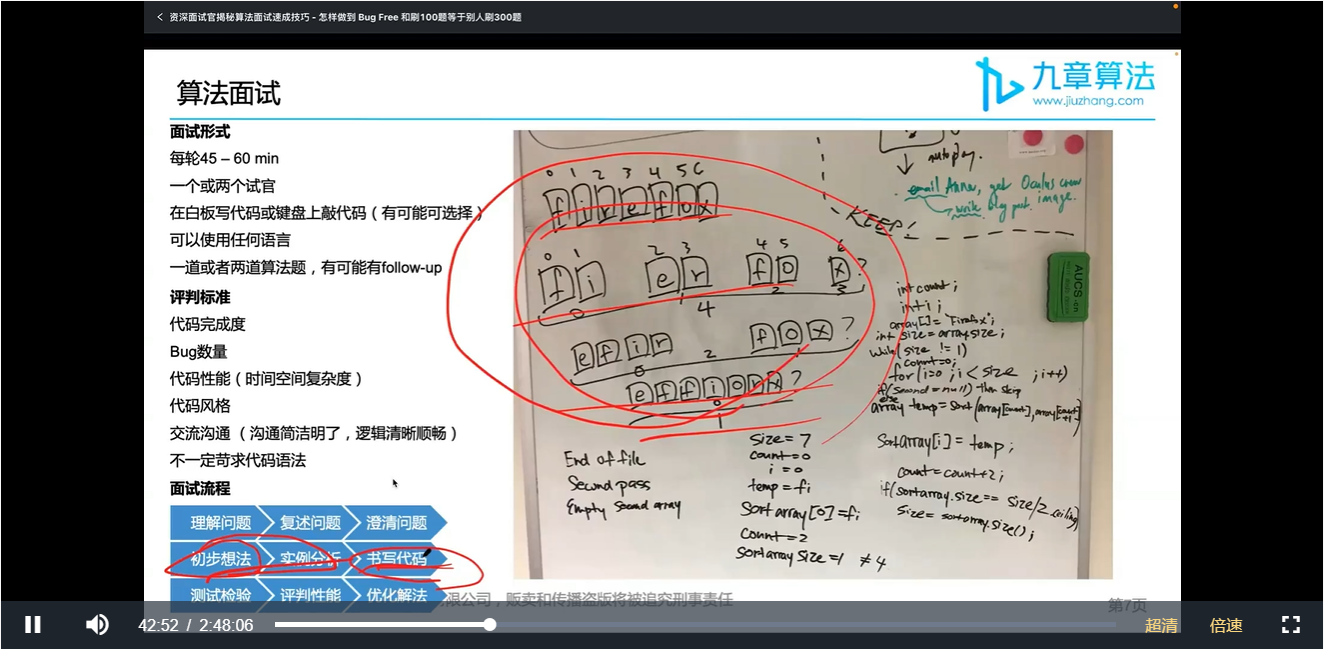 资深面试官揭秘算法面试速成技巧 - 怎样做到 Bug Free 和刷100题等于别人刷300题
算法面试
九章算法
www.jiuzhang.com
面试形式
每轮45 – 60 min
一个或两个试官
在白板写代码或键盘上敲代码（有可能可选择）
可以使用任何语言
一道或者两道算法题，有可能有follow-up
评判标准
代码完成度
Bug数量
代码性能（时间空间复杂度）
代码风格
交流沟通 （沟通简洁明了，逻辑清晰顺畅）
不一定苛求代码语法
面试流程
理解问题 复述问题 澄清问题
初步想法 实例分析 书写代码
测试检验 评判性能 优化解法
0 1 2 3 4 5 6
f i r e f o x
0 1 2 3 4 5 6
f i e r f o x ?
0 1 2 3
4
e f i r f o x ?
0 1
2
e f f i o r x ?
0
1
End of file
Second pass
Empty second array
size = 7
count = 0
i = 0
temp = fi
Sort array [0] = fi
count = 2
Sort array size = 1 ≠ 4
autoplay.
email Anna, get Oculus crew
write blog post image.
KEEP!
AUCS
int count ;
int i ;
array[] = "Firefox";
int size = array.size ;
while (size != 1)
count=0;
for (i=0 ; i < size ; i++)
if (second = null) then skip
else
array temp = sort (array[count], array[count+1])
Sortarray[i] = temp ;
count = count+2 ;
if (sortarray.size == size/2 ceiling)
size = sortarray.size() ;
限公司，贩卖和传播盗版将被追究刑事责任
第7页
42:52 / 2:48:06
超清
倍速